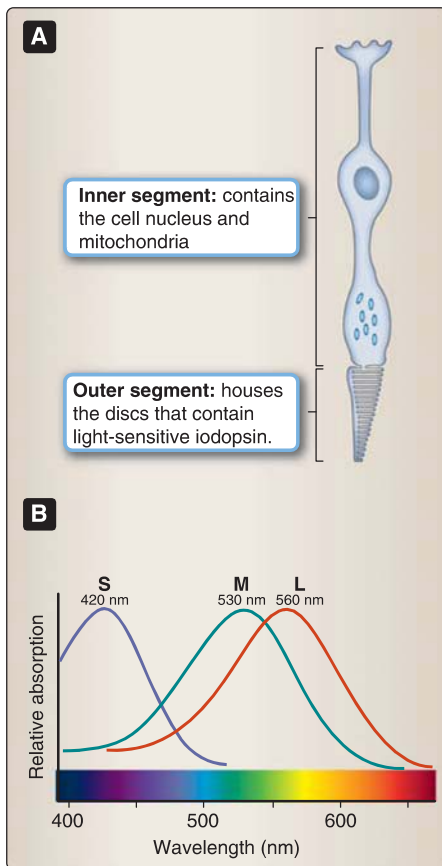 A
Inner segment: contains
the cell nucleus and
mitochondria
Outer segment: houses
the discs that contain
light-sensitive iodopsin.
B
S M L
420 nm 530 nm 560 nm
Relative absorption
400 500 600
Wavelength (nm)